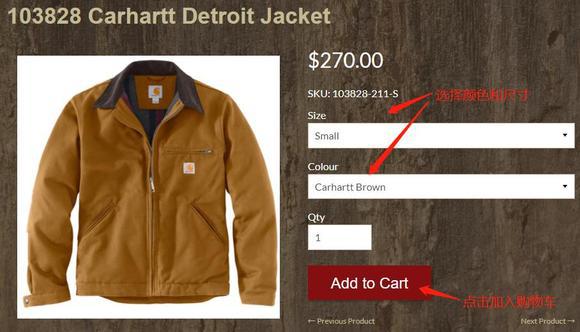 103828 Carhartt Detroit Jacket
$270.00
SKU: 103828-211-S
选择颜色和尺寸
Size
Small
Colour
Carhartt Brown
Qty
1
Add to Cart
点击加入购物车
← Previous Product
Next Product →